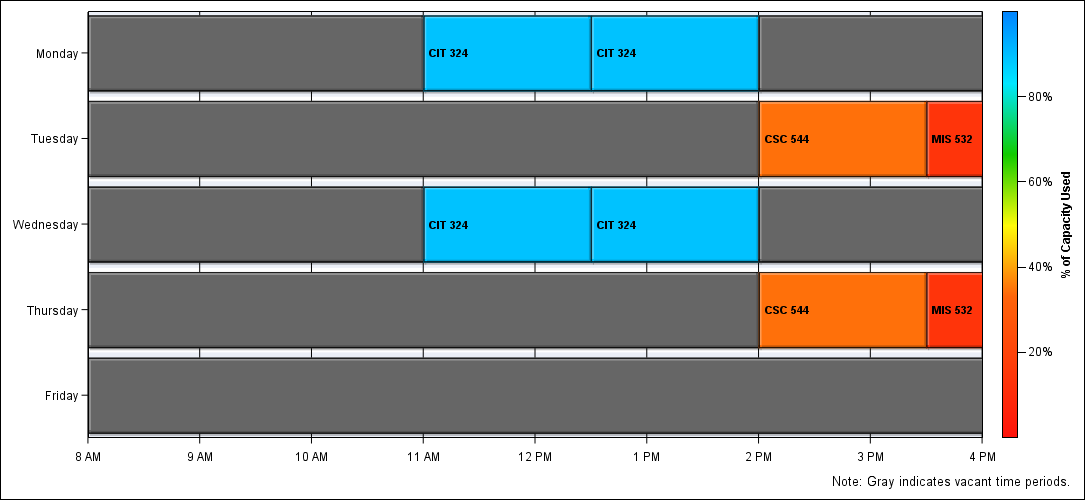 Monday
CIT 324
CIT 324
Tuesday
CSC 544
MIS 532
Wednesday
CIT 324
CIT 324
Thursday
CSC 544
MIS 532
Friday
8 AM
9 AM
10 AM
11 AM
12 PM
1 PM
2 PM
3 PM
4 PM
80%
60%
40%
20%
% of Capacity Used
Note: Gray indicates vacant time periods.